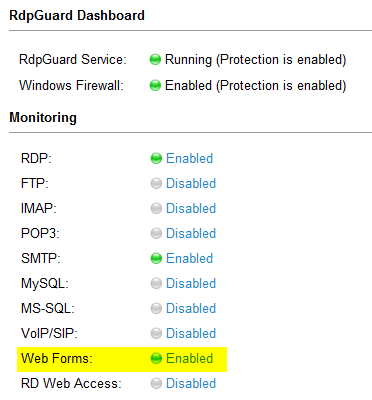 RdpGuard Dashboard
RdpGuard Service: Running (Protection is enabled)
Windows Firewall: Enabled (Protection is enabled)
Monitoring
RDP: Enabled
FTP: Disabled
IMAP: Disabled
POP3: Disabled
SMTP: Enabled
MySQL: Disabled
MS-SQL: Disabled
VoIP/SIP: Disabled
Web Forms: Enabled
RD Web Access: Disabled